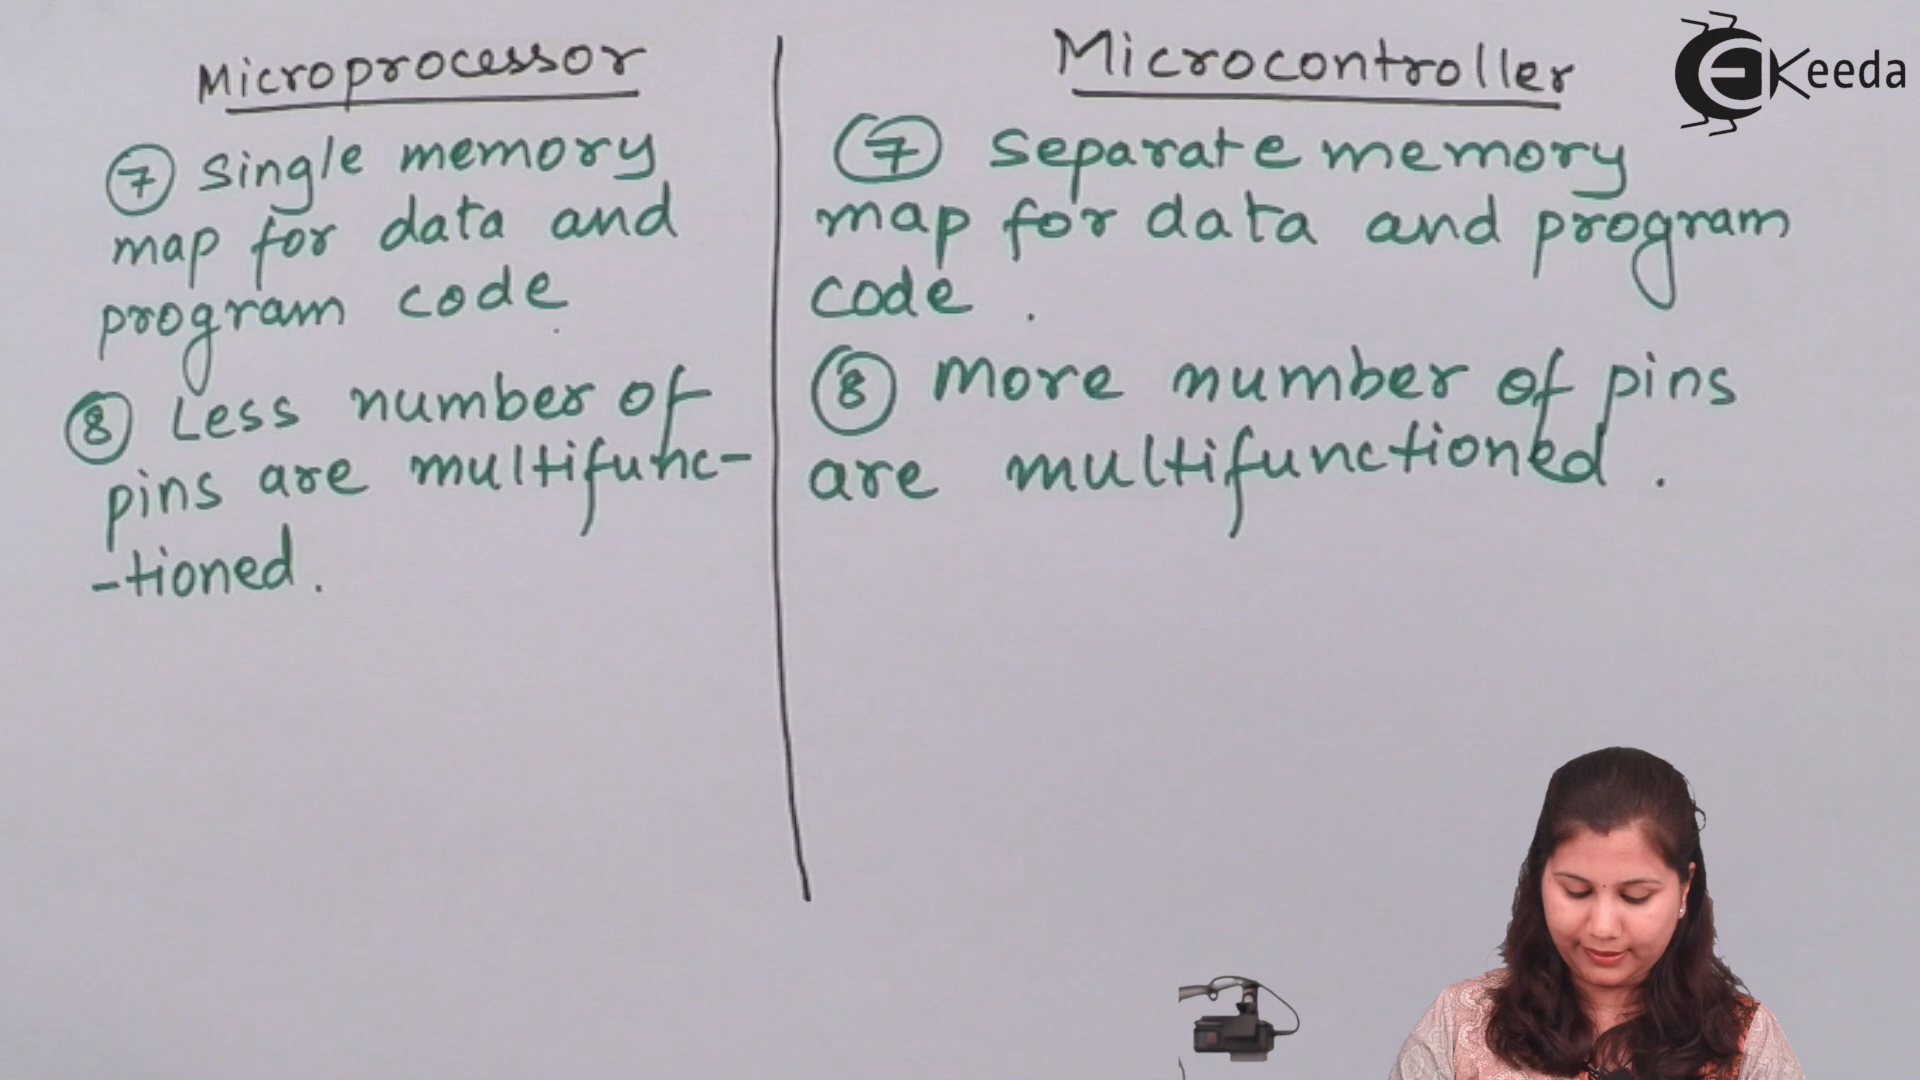 Microprocessor
⑦ Single memory
map for data and
program code
⑧ Less number of
pins are multifunc-
-tioned.
Microcontroller
⑦ Separate memory
map for data and program
code.
⑧ More number of pins
are multifunctioned.
EKeeda